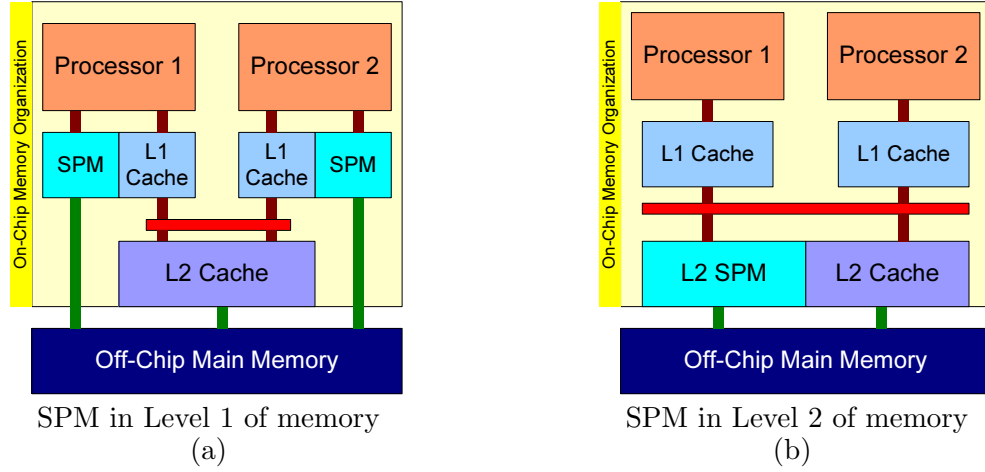 On-Chip Memory Organization
Processor 1
Processor 2
SPM
L1
Cache
L1
Cache
SPM
L2 Cache
Off-Chip Main Memory
SPM in Level 1 of memory
(a)
On-Chip Memory Organization
Processor 1
Processor 2
L1 Cache
L1 Cache
L2 SPM
L2 Cache
Off-Chip Main Memory
SPM in Level 2 of memory
(b)